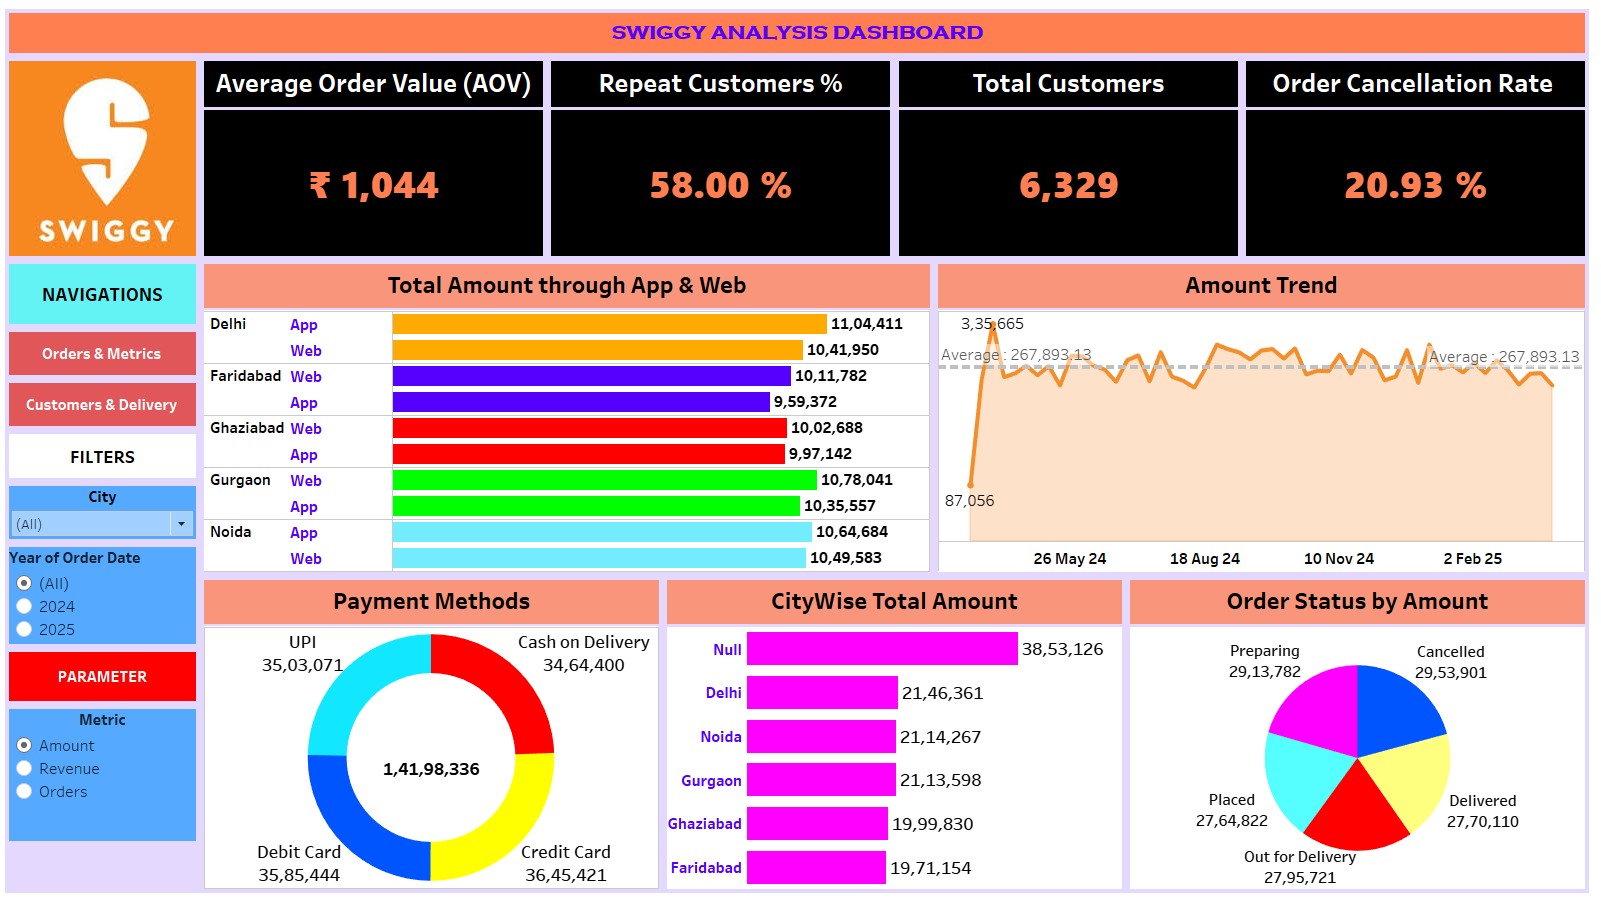 SWIGGY ANALYSIS DASHBOARD
SWIGGY
Average Order Value (AOV)
₹ 1,044
Repeat Customers %
58.00 %
Total Customers
6,329
Order Cancellation Rate
20.93 %
NAVIGATIONS
Orders & Metrics
Customers & Delivery
FILTERS
City
(All)
Year of Order Date
(All)
2024
2025
PARAMETER
Metric
Amount
Revenue
Orders
Total Amount through App & Web
Delhi App 11,04,411
Web 10,41,950
Faridabad Web 10,11,782
App 9,59,372
Ghaziabad Web 10,02,688
App 9,97,142
Gurgaon Web 10,78,041
App 10,35,557
Noida App 10,64,684
Web 10,49,583
Amount Trend
3,35,665
Average : 267,893.13
Average : 267,893.13
87,056
26 May 24 18 Aug 24 10 Nov 24 2 Feb 25
Payment Methods
UPI
35,03,071
Cash on Delivery
34,64,400
1,41,98,336
Debit Card
35,85,444
Credit Card
36,45,421
CityWise Total Amount
Null 38,53,126
Delhi 21,46,361
Noida 21,14,267
Gurgaon 21,13,598
Ghaziabad 19,99,830
Faridabad 19,71,154
Order Status by Amount
Preparing
29,13,782
Cancelled
29,53,901
Placed
27,64,822
Delivered
27,70,110
Out for Delivery
27,95,721